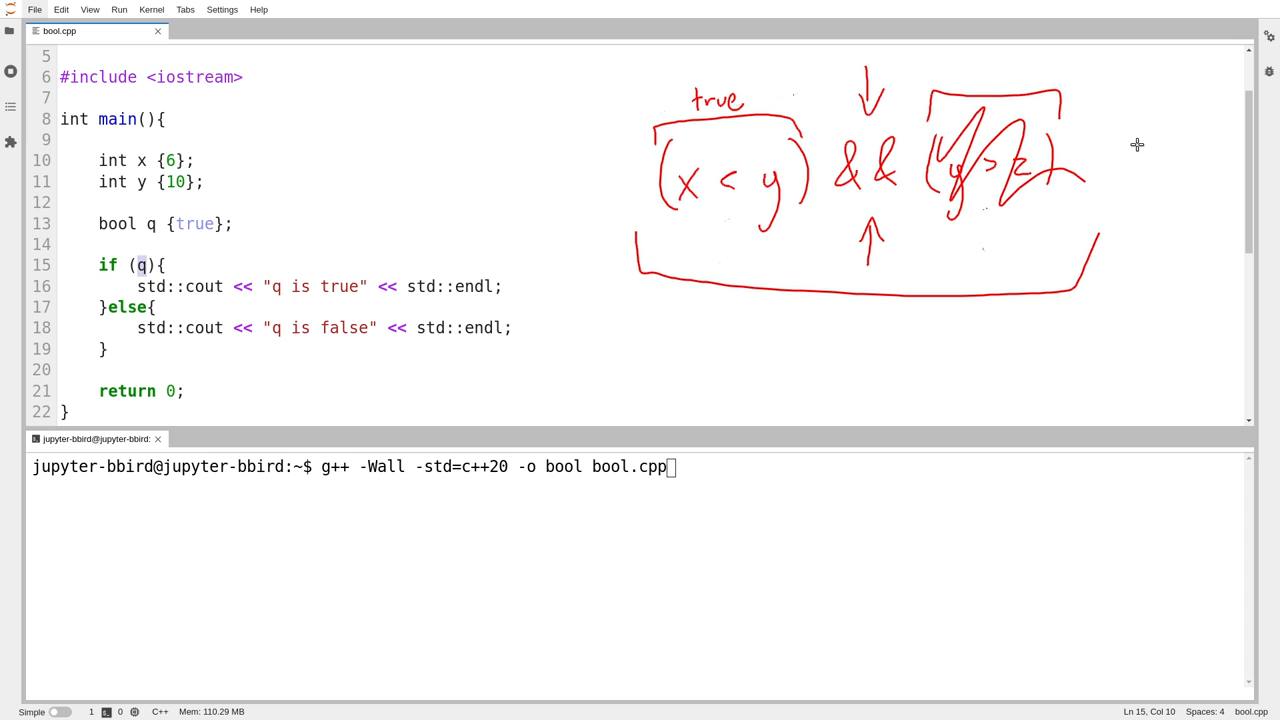 File Edit View Run Kernel Tabs Settings Help
bool.cpp
5
6 #include <iostream>
7
8 int main(){
9
10 int x {6};
11 int y {10};
12
13 bool q {true};
14
15 if (q){
16 std::cout << "q is true" << std::endl;
17 }else{
18 std::cout << "q is false" << std::endl;
19 }
20
21 return 0;
22 }
true
(x < y) && (y > z)
jupyter-bbird@jupyter-bbird:
jupyter-bbird@jupyter-bbird:~$ g++ -Wall -std=c++20 -o bool bool.cpp
Simple 1 0 C++ Mem: 110.29 MB Ln 15, Col 10 Spaces: 4 bool.cpp